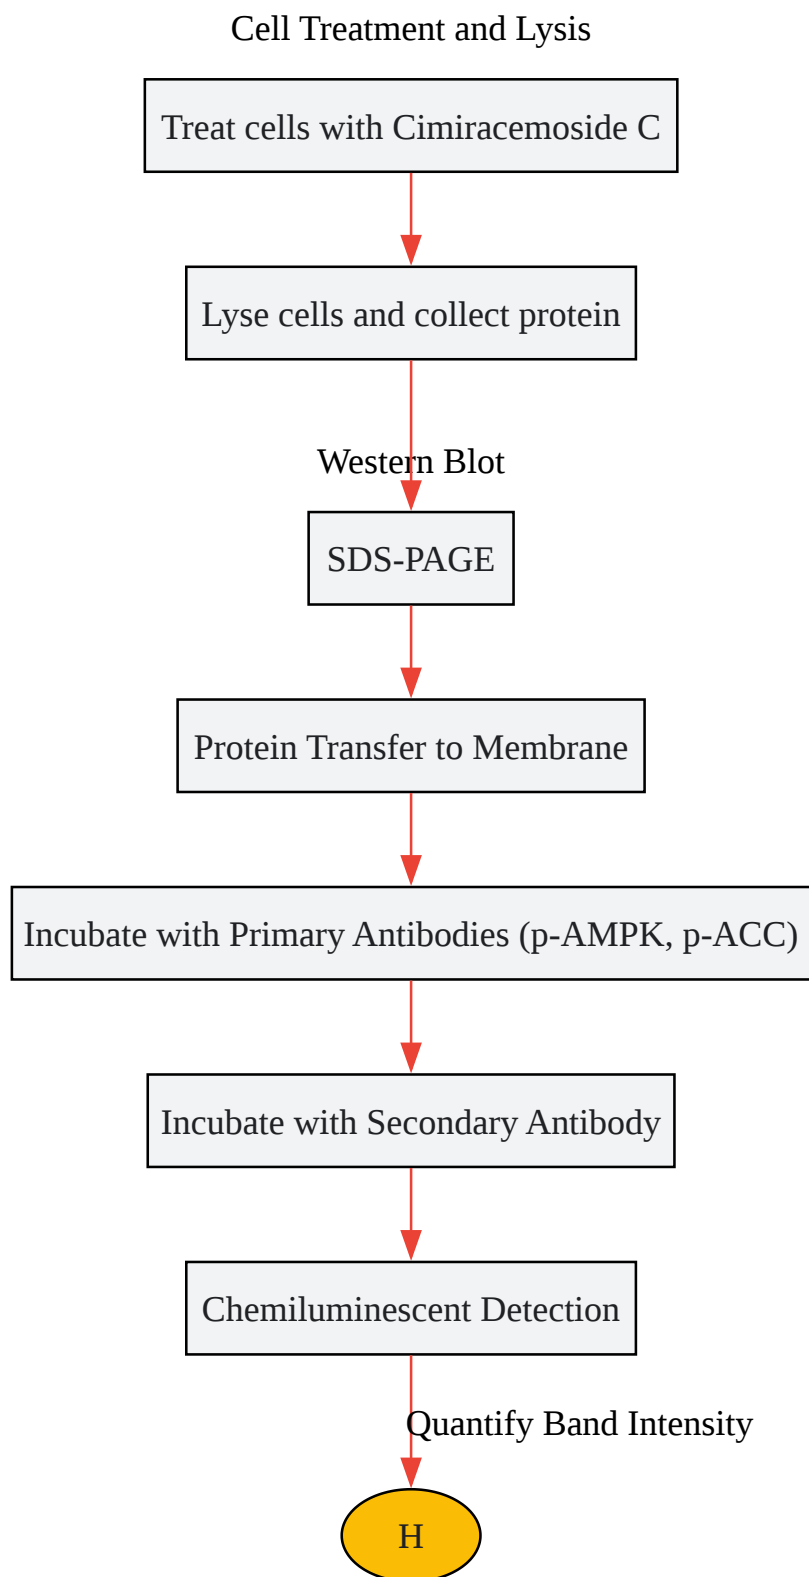 Cell Treatment and Lysis
Treat cells with Cimiracemoside C
Lyse cells and collect protein
Western Blot
SDS-PAGE
Protein Transfer to Membrane
Incubate with Primary Antibodies (p-AMPK, p-ACC)
Incubate with Secondary Antibody
Chemiluminescent Detection
Quantify Band Intensity
H